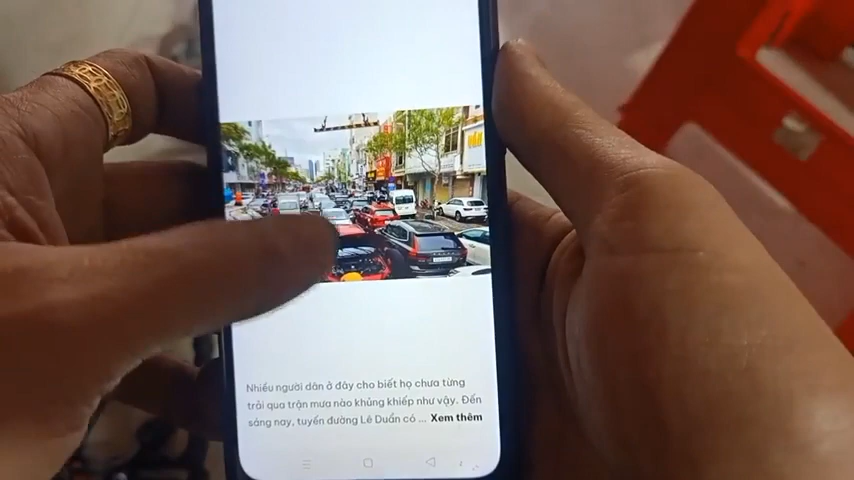 Nhiều người dân ở đây cho biết họ chưa từng
trải qua trận mưa nào khủng khiếp như vậy. Đến
sáng nay, tuyến đường Lê Duẩn có ... Xem thêm